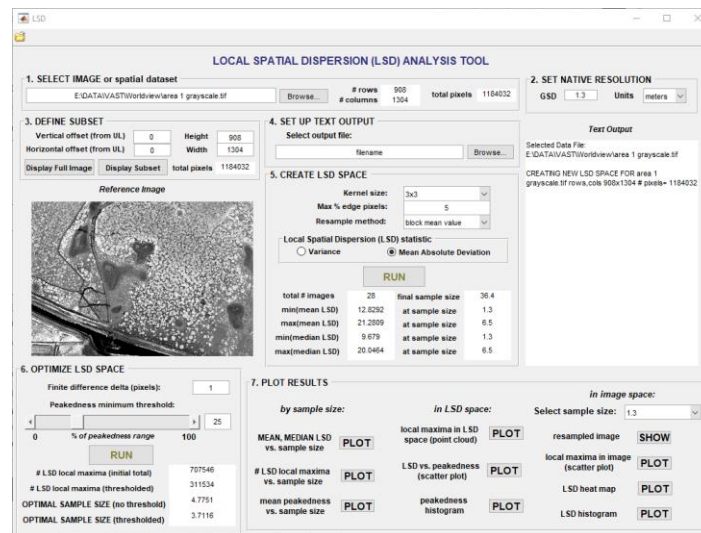 LSD
LOCAL SPATIAL DISPERSION (LSD) ANALYSIS TOOL
1. SELECT IMAGE or spatial dataset
E:\DATA\VAST\Worldview\area 1 grayscale.tif
Browse...
# rows 908
# columns 1304
total pixels 1184032
2. SET NATIVE RESOLUTION
GSD 1.3 Units meters
3. DEFINE SUBSET
Vertical offset (from UL) 0 Height 908
Horizontal offset (from UL) 0 Width 1304
Display Full Image Display Subset total pixels 1184032
Reference Image
4. SET UP TEXT OUTPUT
Select output file:
filename Browse...
5. CREATE LSD SPACE
Kernel size: 3x3
Max % edge pixels: 5
Resample method: block mean value
Local Spatial Dispersion (LSD) statistic
Variance Mean Absolute Deviation
RUN
total # images 28 final sample size 36.4
min(mean LSD) 12.8292 at sample size 1.3
max(mean LSD) 21.2809 at sample size 6.5
min(median LSD) 9.679 at sample size 1.3
max(median LSD) 20.0464 at sample size 6.5
Text Output
Selected Data File:
E:\DATA\VAST\Worldview\area 1 grayscale.tif
CREATING NEW LSD SPACE FOR area 1
grayscale.tif rows,cols 908x1304 # pixels= 1184032
6. OPTIMIZE LSD SPACE
Finite difference delta (pixels): 1
Peakedness minimum threshold:
25
0 % of peakedness range 100
RUN
# LSD local maxima (initial total) 707546
# LSD local maxima (thresholded) 311534
OPTIMAL SAMPLE SIZE (no threshold) 4.7751
OPTIMAL SAMPLE SIZE (thresholded) 3.7116
7. PLOT RESULTS
by sample size:
MEAN, MEDIAN LSD
vs. sample size PLOT
# LSD local maxima
vs. sample size PLOT
mean peakedness
vs. sample size PLOT
in LSD space:
local maxima in LSD
space (point cloud) PLOT
LSD vs. peakedness
(scatter plot) PLOT
peakedness
histogram PLOT
in image space:
Select sample size: 1.3
resampled image SHOW
local maxima in image
(scatter plot) PLOT
LSD heat map PLOT
LSD histogram PLOT